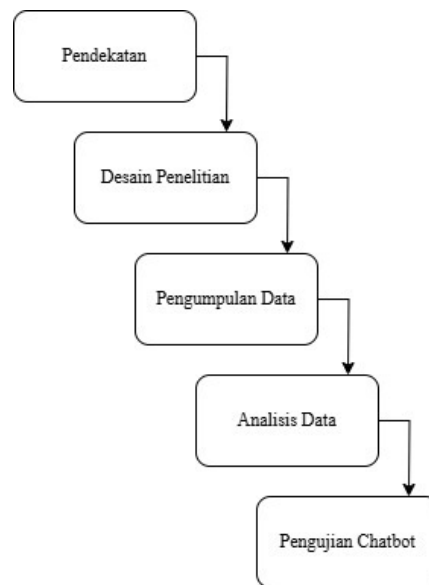 Pendekatan
Desain Penelitian
Pengumpulan Data
Analisis Data
Pengujian Chatbot